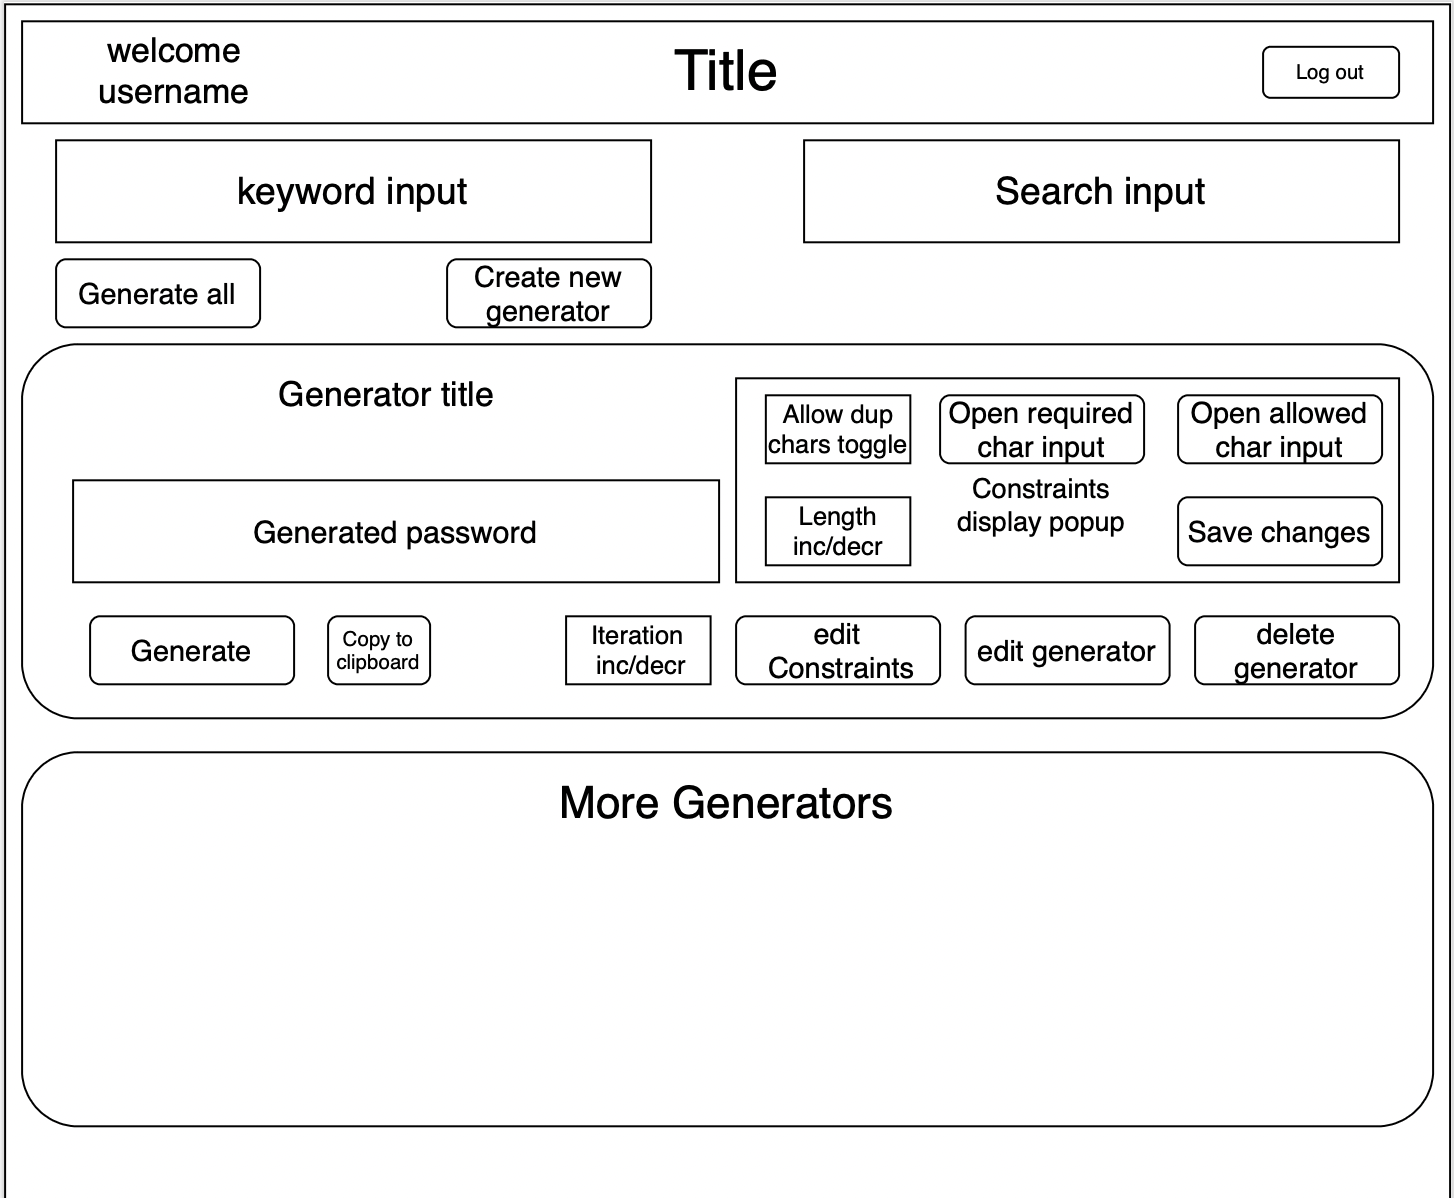 welcome
username
Title
Log out
keyword input
Search input
Generate all
Create new
generator
Generator title
Allow dup
chars toggle
Open required
char input
Open allowed
char input
Constraints
display popup
Length
inc/decr
Save changes
Generated password
Generate
Copy to
clipboard
Iteration
inc/decr
edit
Constraints
edit generator
delete
generator
More Generators